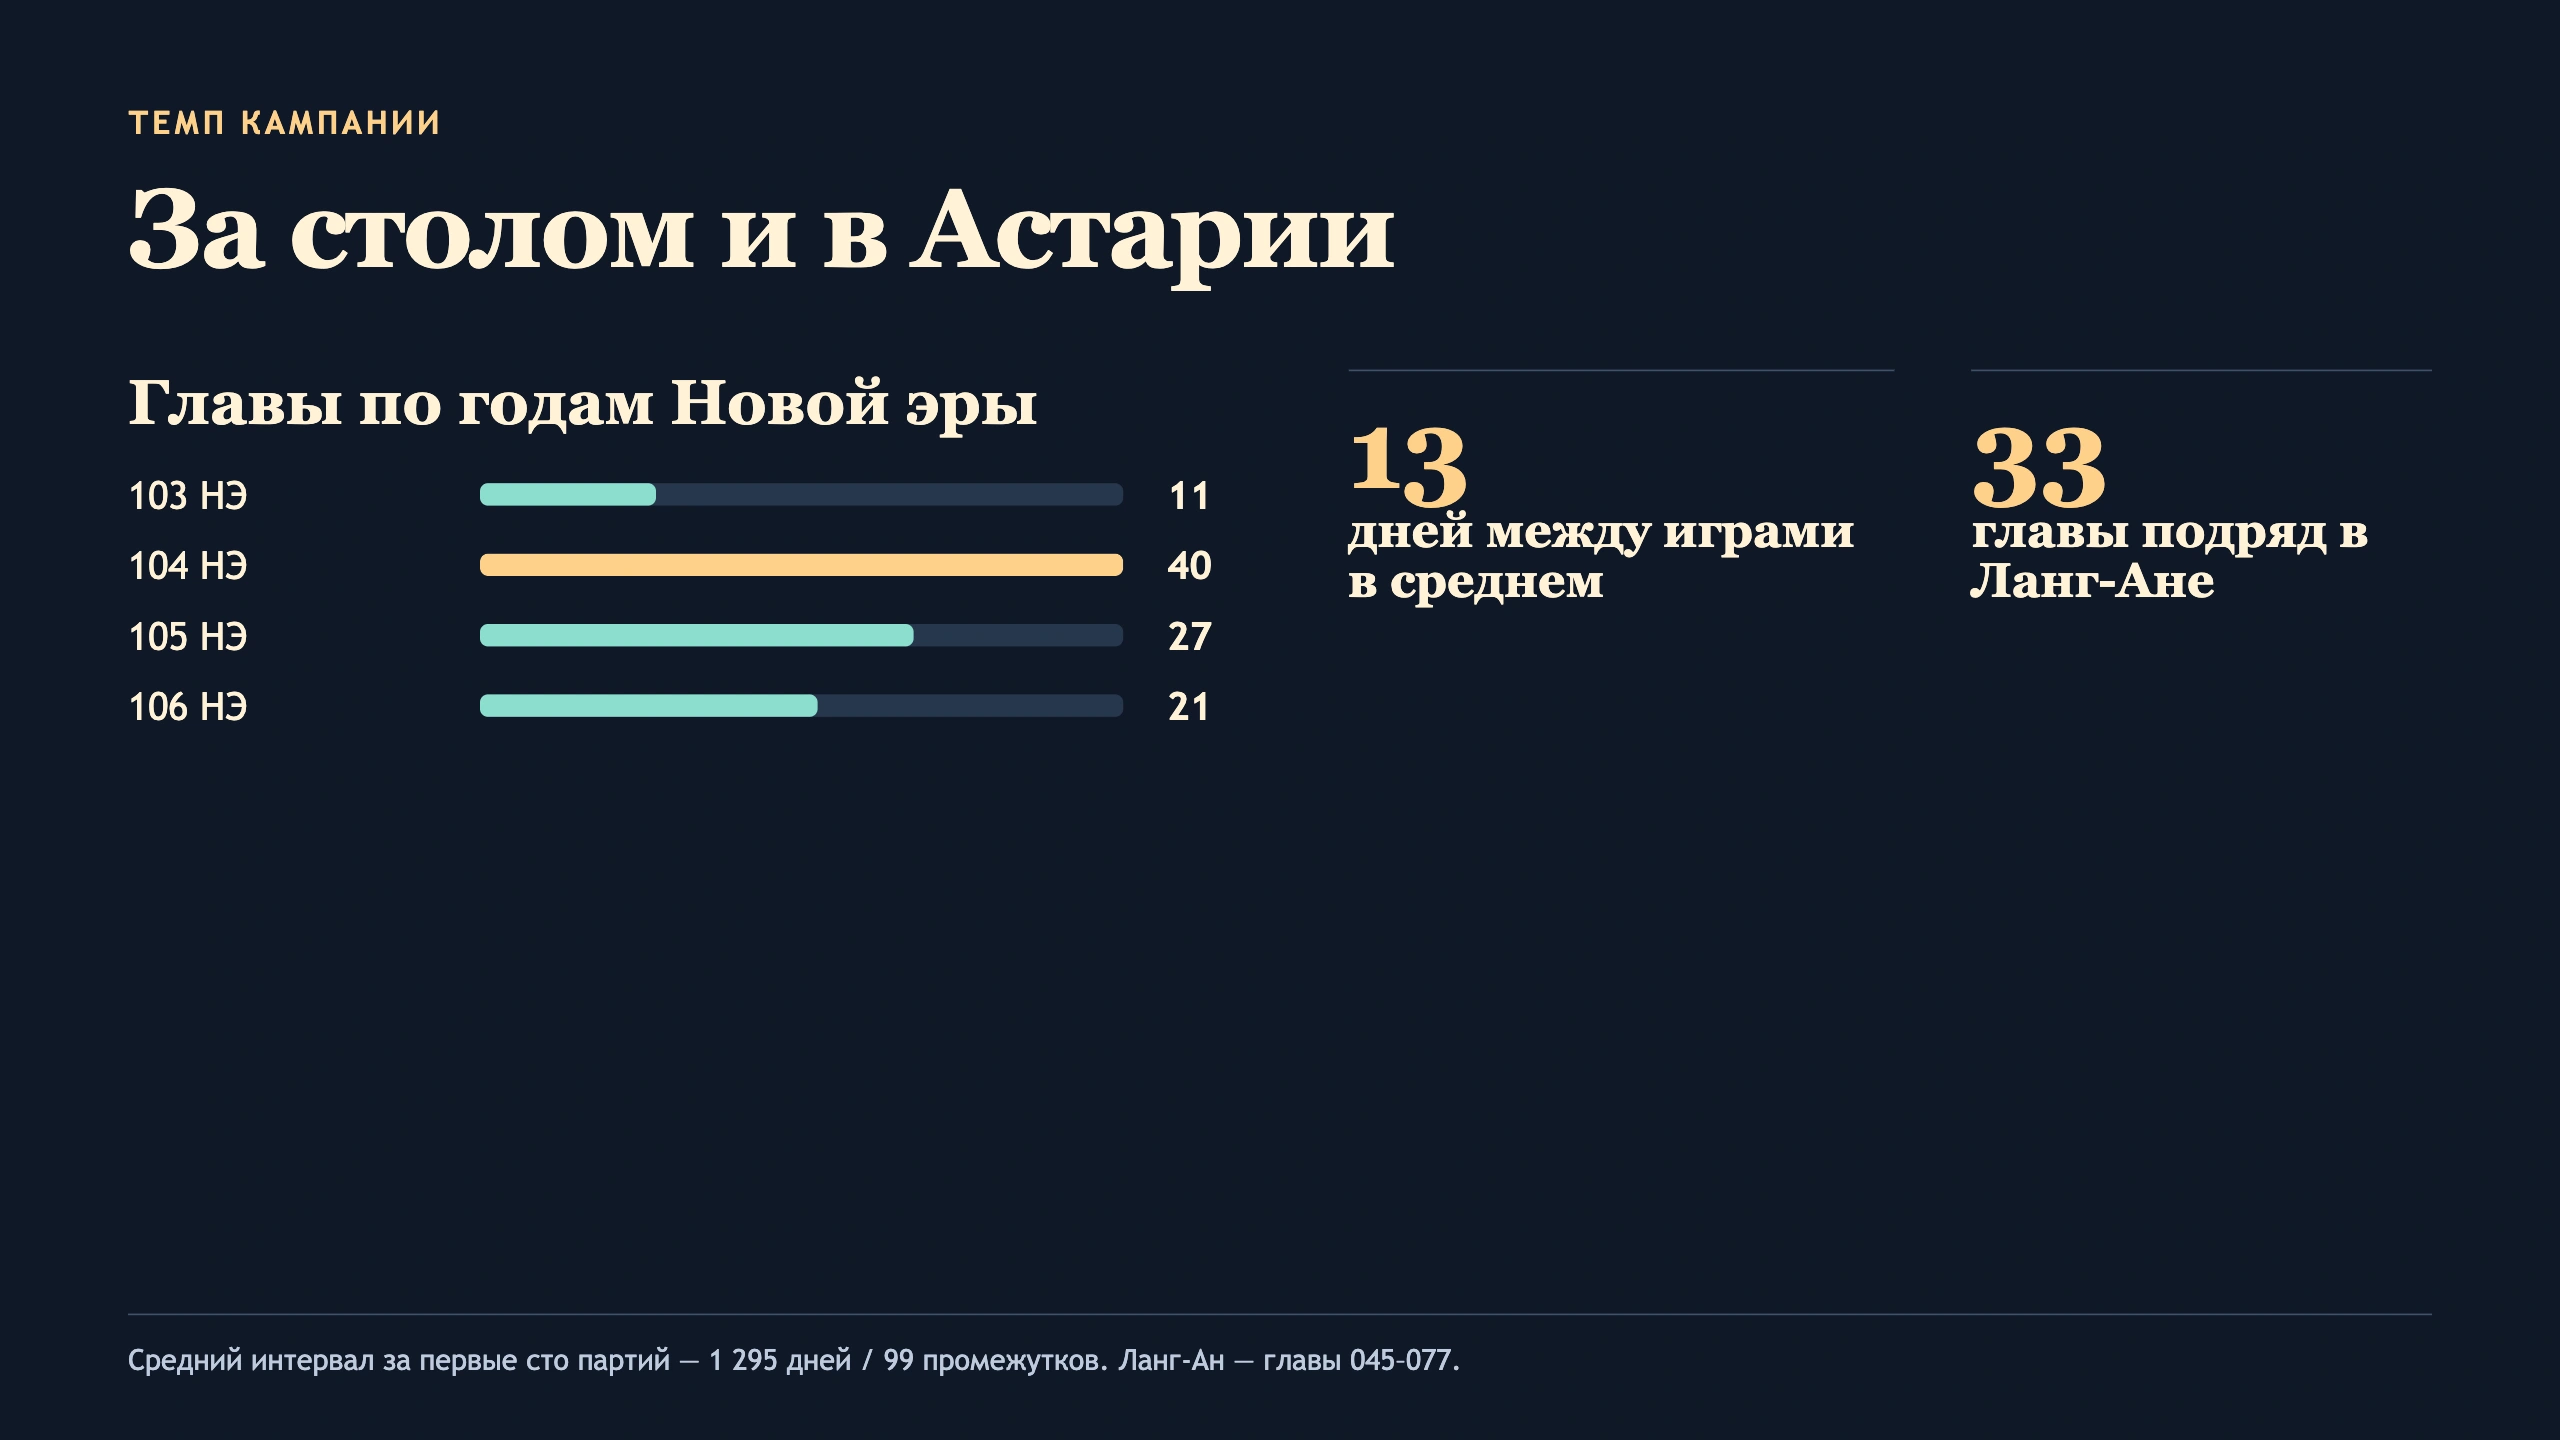 ТЕМП КАМПАНИИ
За столом и в Астарии
Главы по годам Новой эры
103 НЭ 11
104 НЭ 40
105 НЭ 27
106 НЭ 21
13
дней между играми
в среднем
33
главы подряд в
Ланг-Ане
Средний интервал за первые сто партий — 1 295 дней / 99 промежутков. Ланг-Ан — главы 045-077.